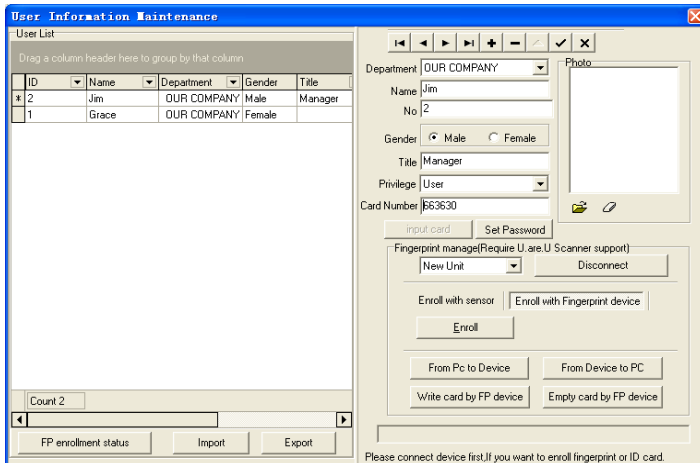 User Information Maintenance
User List
Drag a column header here to group by that column
ID Name Department Gender Title
* 2 Jim OUR COMPANY Male Manager
1 Grace OUR COMPANY Female
Count 2
FP enrollment status Import Export
Department OUR COMPANY
Name Jim
No 2
Gender Male Female
Title Manager
Privilege User
Card Number 663630
input card Set Password
Photo
Fingerprint manage(Require U.are.U Scanner support)
New Unit Disconnect
Enroll with sensor Enroll with Fingerprint device
Enroll
From Pc to Device From Device to PC
Write card by FP device Empty card by FP device
Please connect device first,If you want to enroll fingerprint or ID card.